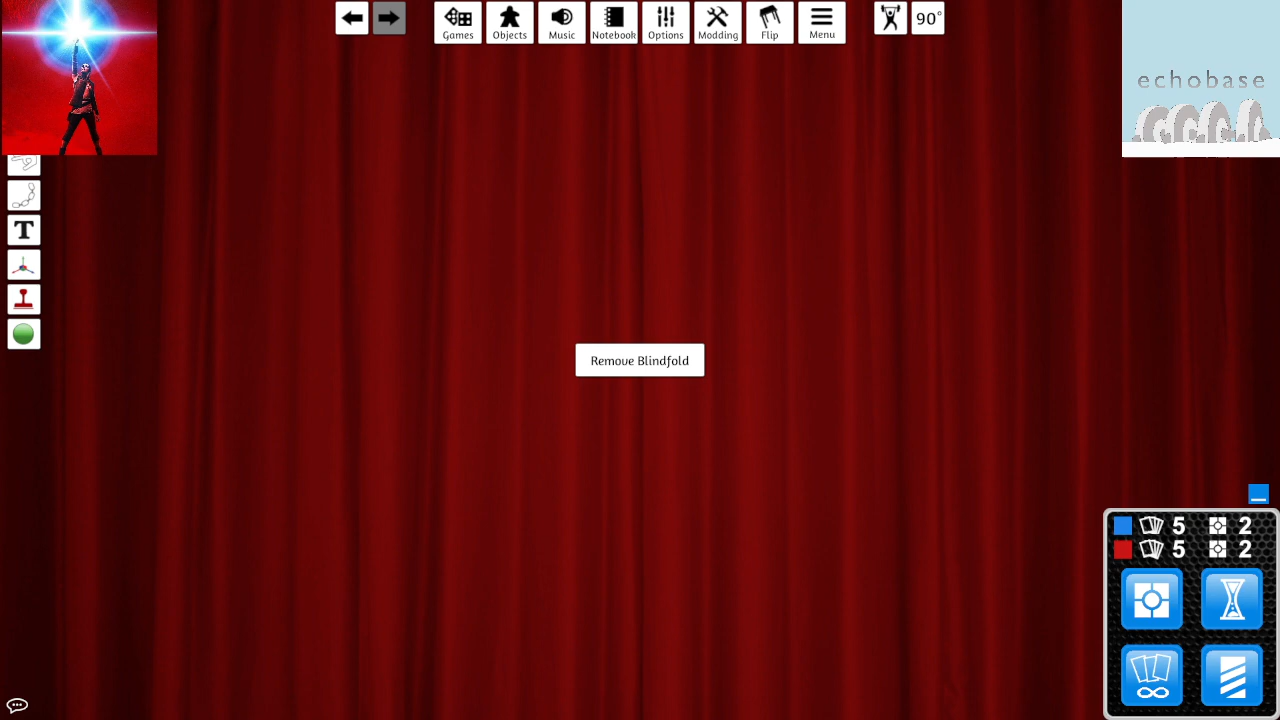 Games
Objects
Music
Notebook
Options
Modding
Flip
Menu
90°
echobase
T
Remove Blindfold
5 2
5 2